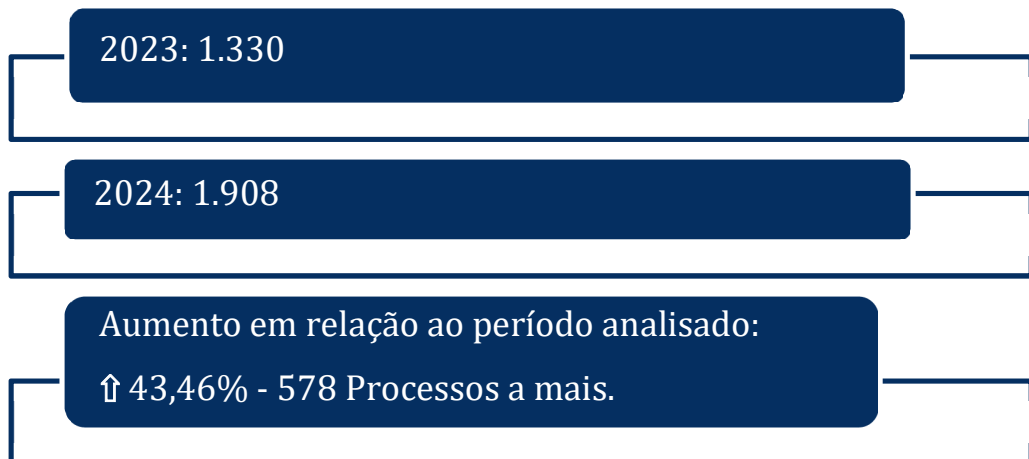 2023: 1.330
2024: 1.908
Aumento em relação ao período analisado:
⇧ 43,46% - 578 Processos a mais.